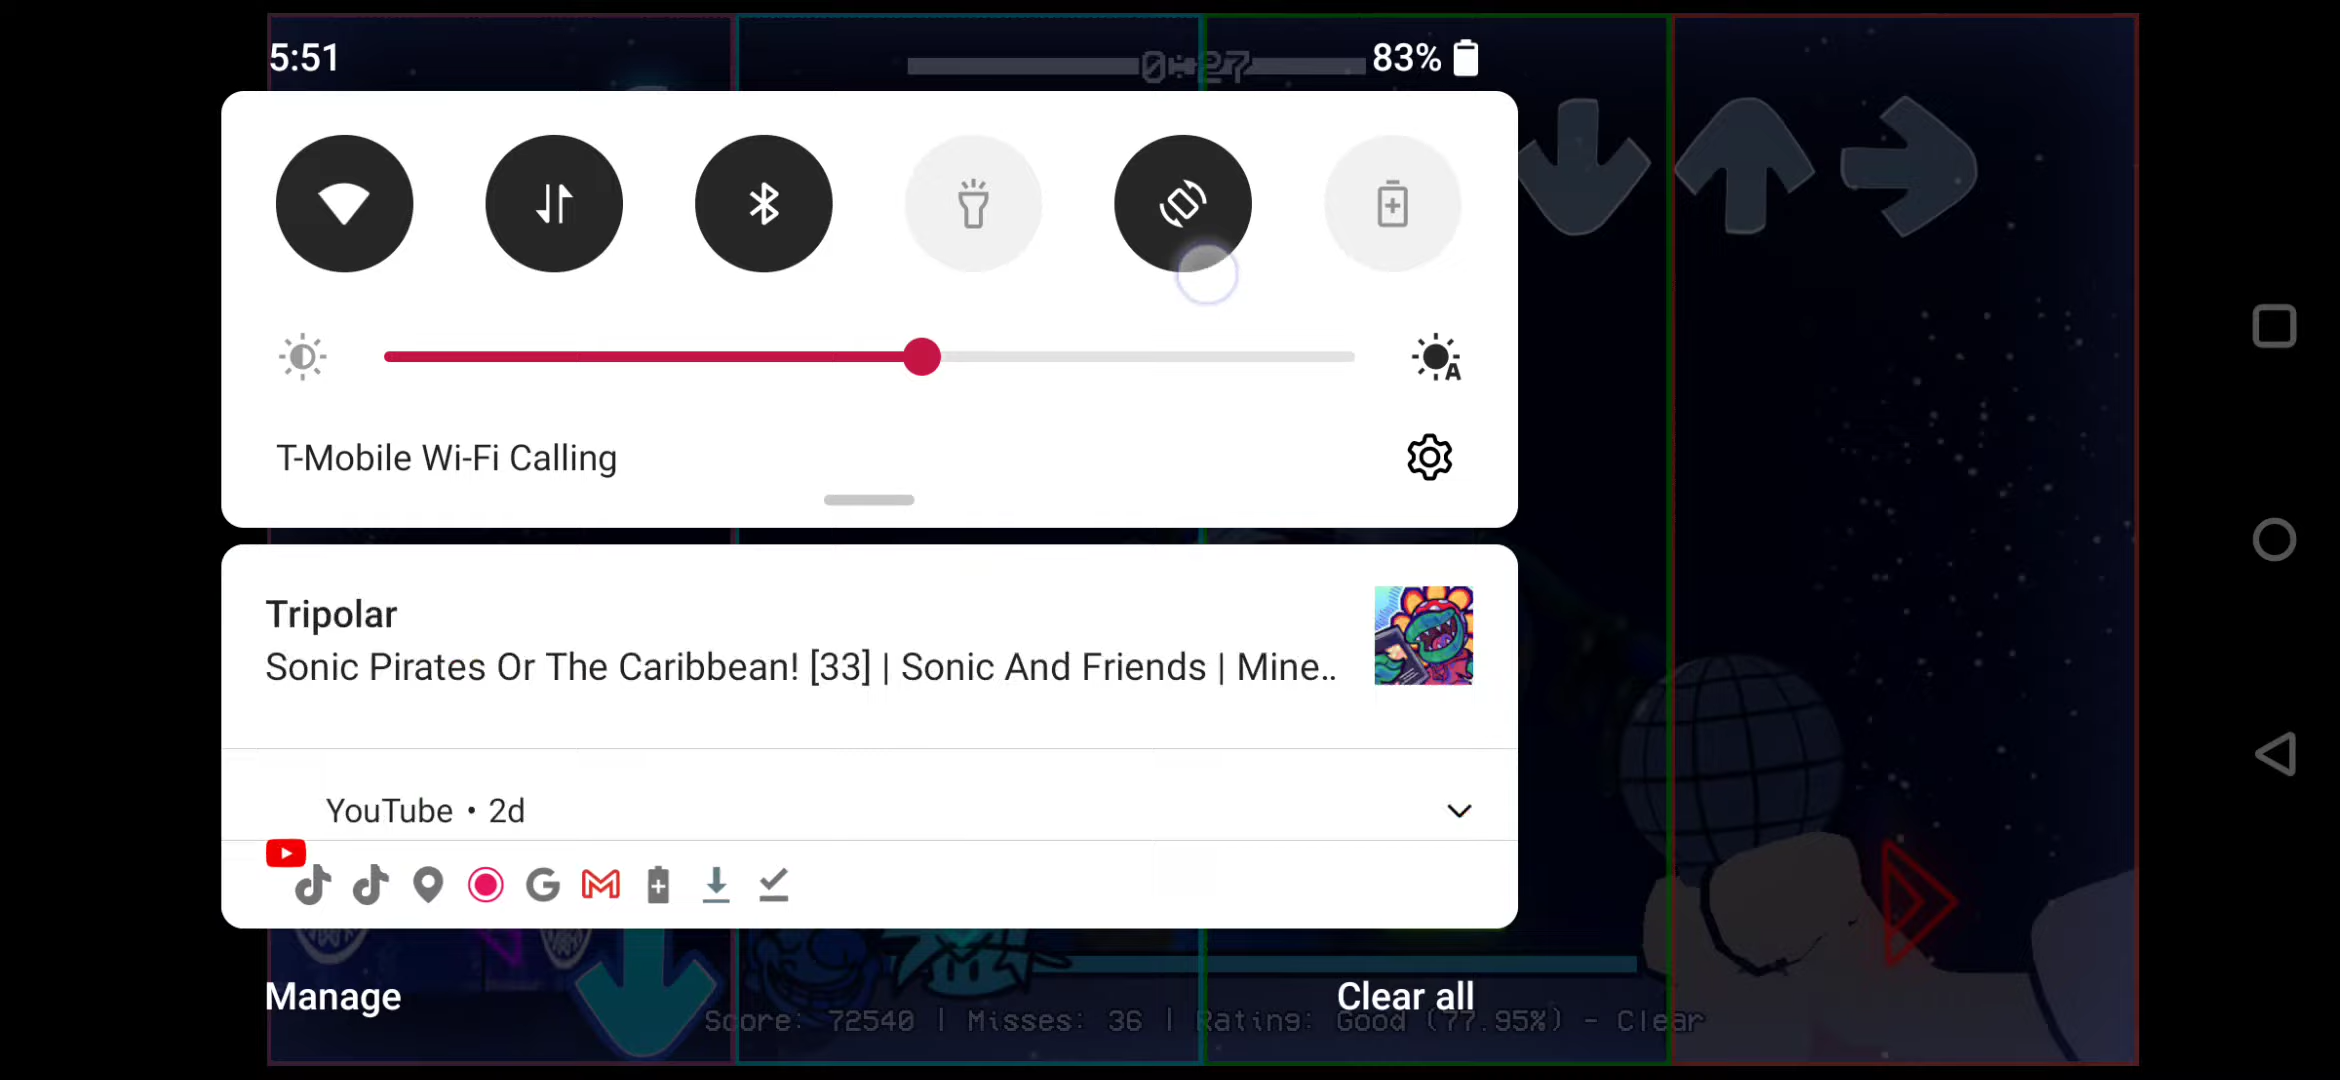 5:51
0:27
83%
A
T-Mobile Wi-Fi Calling
Tripolar
Sonic Pirates Or The Caribbean! [33] | Sonic And Friends | Mine..
YouTube • 2d
Manage
Clear all
Score: 72540 | Misses: 36 | Rating: Good (77.95%) - Clear